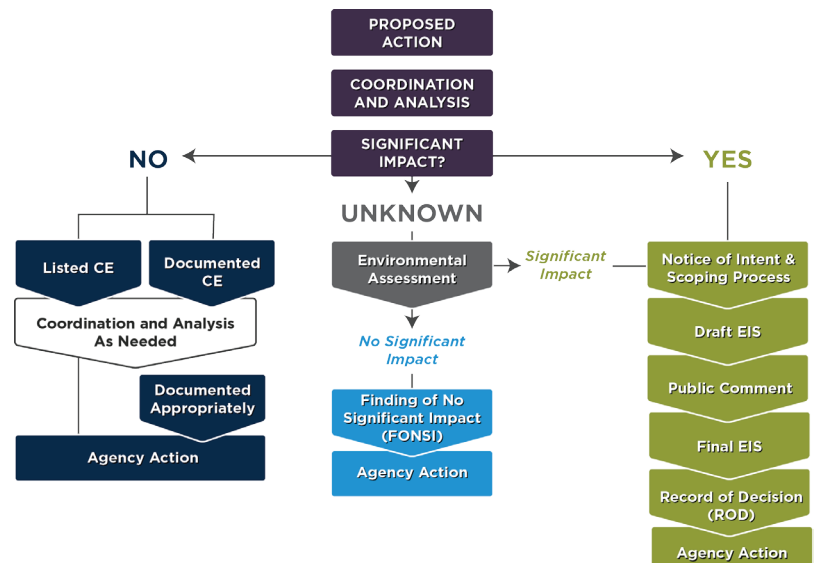 PROPOSED
ACTION
COORDINATION
AND ANALYSIS
SIGNIFICANT
IMPACT?
NO
YES
UNKNOWN
Listed CE
Documented
CE
Coordination and Analysis
As Needed
Documented
Appropriately
Agency Action
Environmental
Assessment
Significant
Impact
No Significant
Impact
Finding of No
Significant Impact
(FONSI)
Agency Action
Notice of Intent &
Scoping Process
Draft EIS
Public Comment
Final EIS
Record of Decision
(ROD)
Agency Action